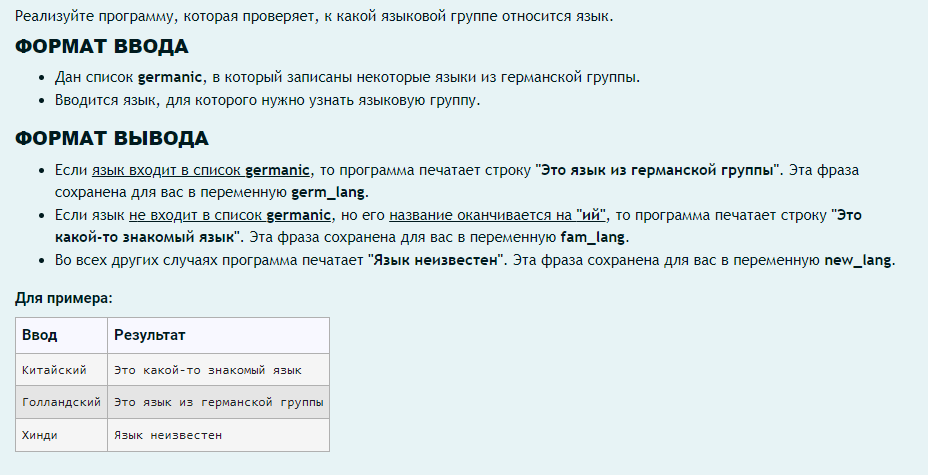 Реализуйте программу, которая проверяет, к какой языковой группе относится язык.
ФОРМАТ ВВОДА
• Дан список germanic, в который записаны некоторые языки из германской группы.
• Вводится язык, для которого нужно узнать языковую группу.
ФОРМАТ ВЫВОДА
• Если язык входит в список germanic, то программа печатает строку "Это язык из германской группы". Эта фраза
сохранена для вас в переменную germ_lang.
• Если язык не входит в список germanic, но его название оканчивается на "ий", то программа печатает строку "Это
какой-то знакомый язык". Эта фраза сохранена для вас в переменную fam_lang.
• Во всех других случаях программа печатает "Язык неизвестен". Эта фраза сохранена для вас в переменную new_lang.
Для примера:
Ввод Результат
Китайский Это какой-то знакомый язык
Голландский Это язык из германской группы
Хинди Язык неизвестен